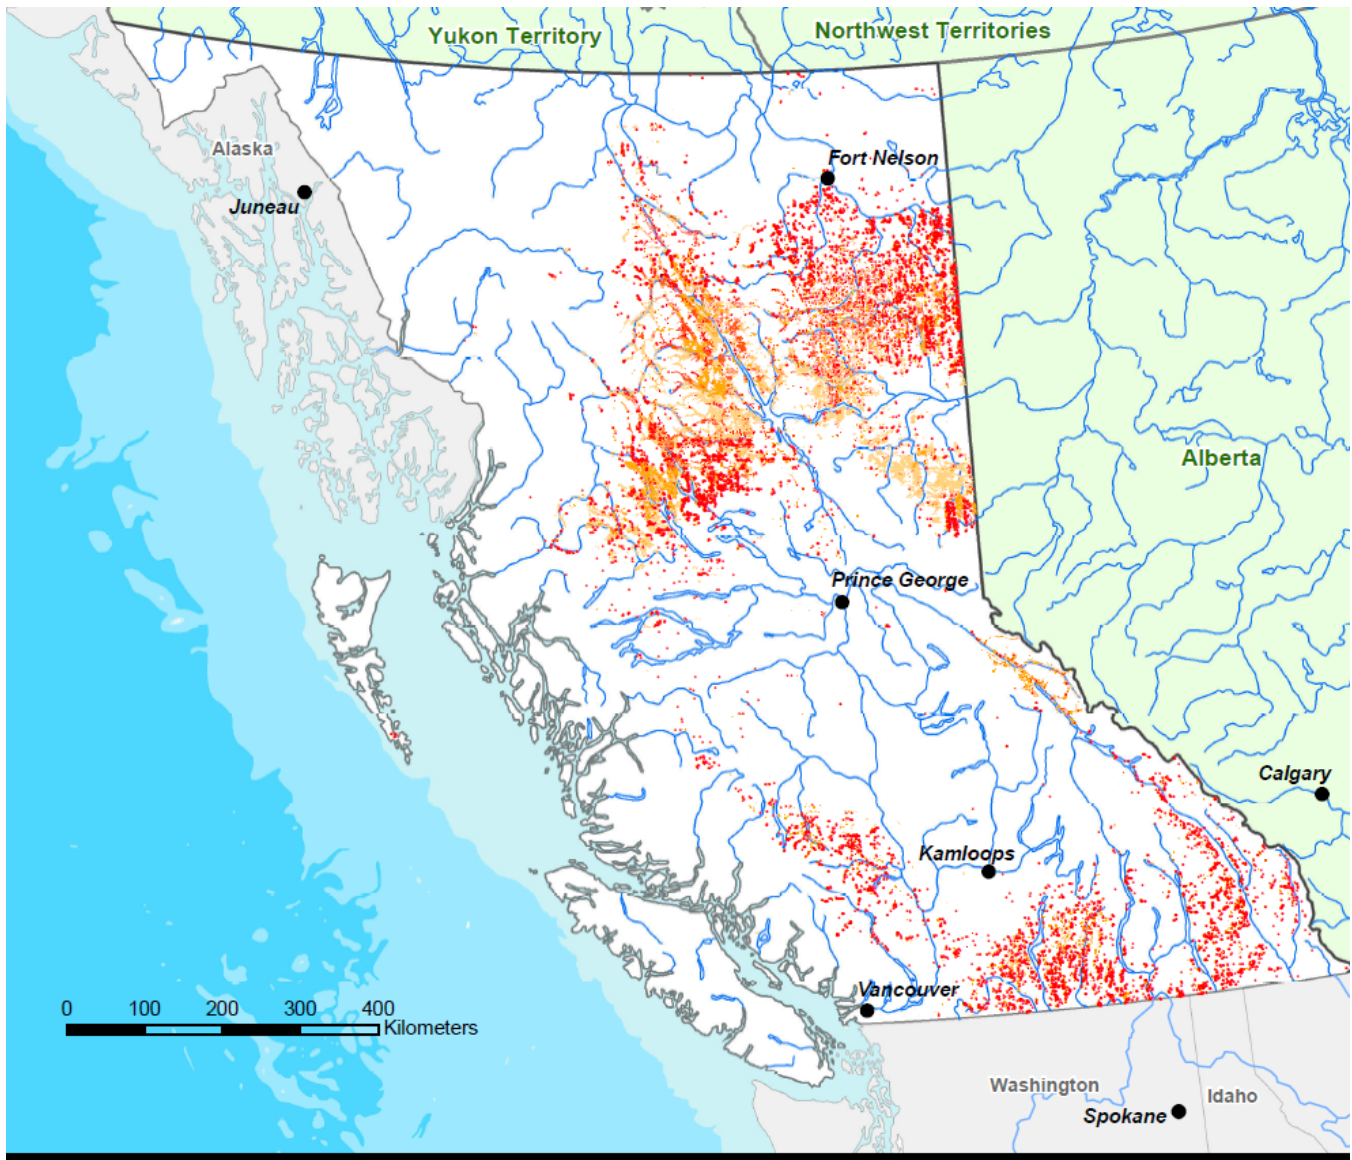 Yukon Territory
Northwest Territories
Alaska
Fort Nelson
Juneau
Alberta
Prince George
Calgary
Kamloops
Vancouver
0 100 200 300 400
Kilometers
Washington
Idaho
Spokane